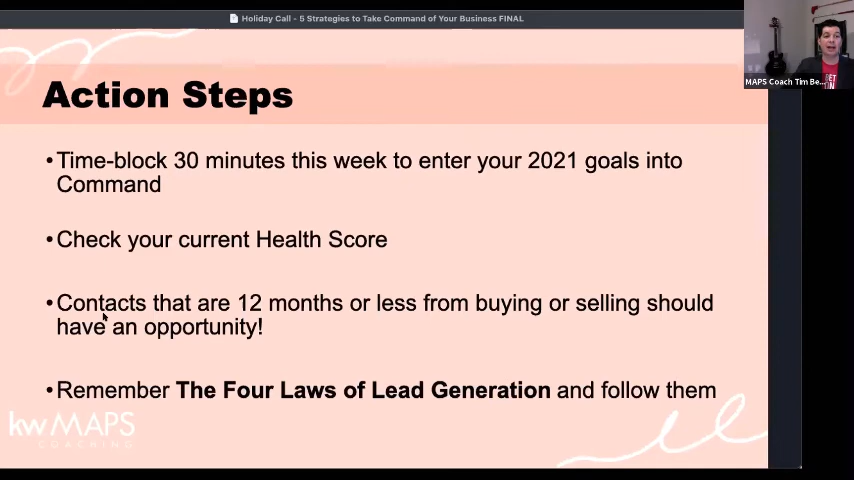 Holiday Call - 5 Strategies to Take Command of Your Business FINAL
MAPS Coach Tim Be...
Action Steps
•Time-block 30 minutes this week to enter your 2021 goals into
Command
•Check your current Health Score
•Contacts that are 12 months or less from buying or selling should
have an opportunity!
•Remember The Four Laws of Lead Generation and follow them
kwMAPS
COACHING